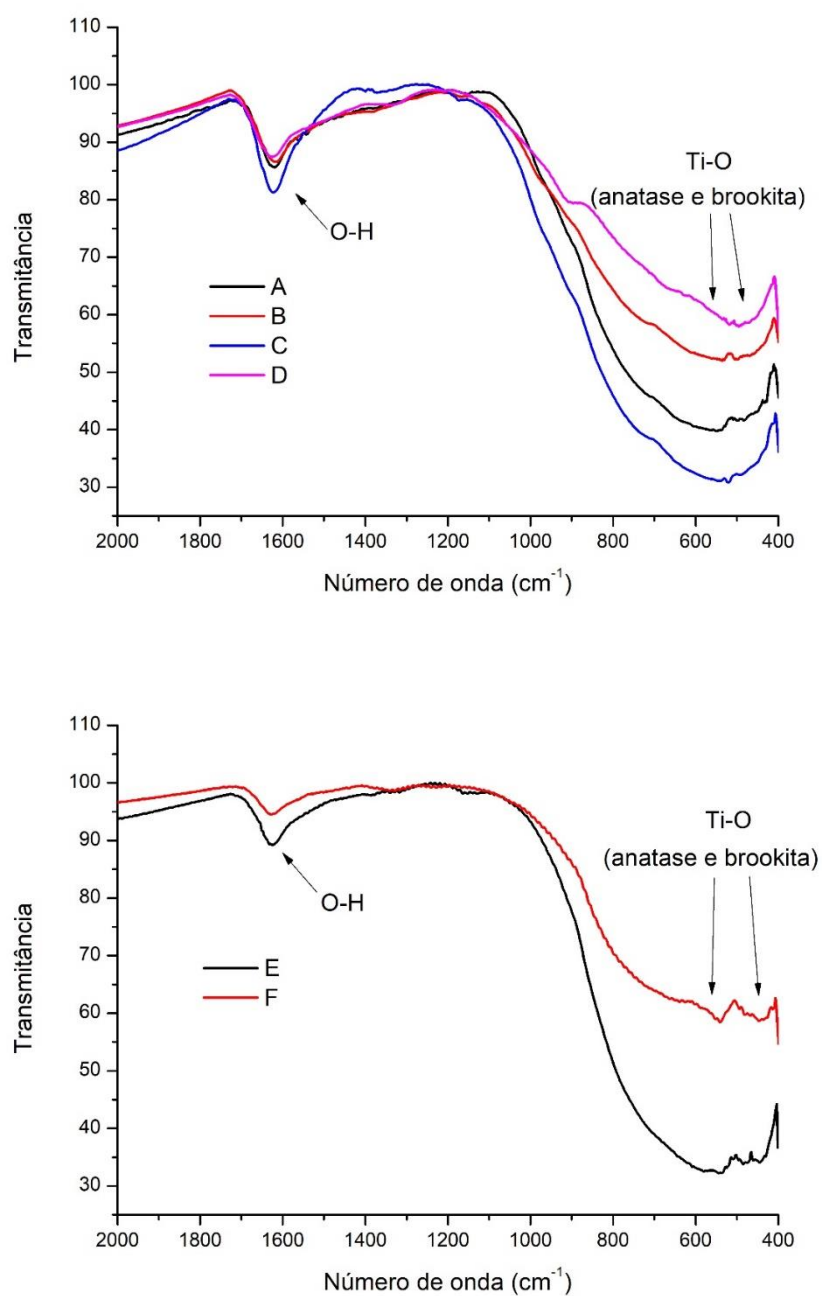 110
100
90
80
70
60
50
40
30
Transmitância
Ti-O
(anatase e brookita)
O-H
A
B
C
D
2000 1800 1600 1400 1200 1000 800 600 400
Número de onda (cm⁻¹)
110
100
90
80
70
60
50
40
30
Transmitância
Ti-O
(anatase e brookita)
O-H
E
F
2000 1800 1600 1400 1200 1000 800 600 400
Número de onda (cm⁻¹)